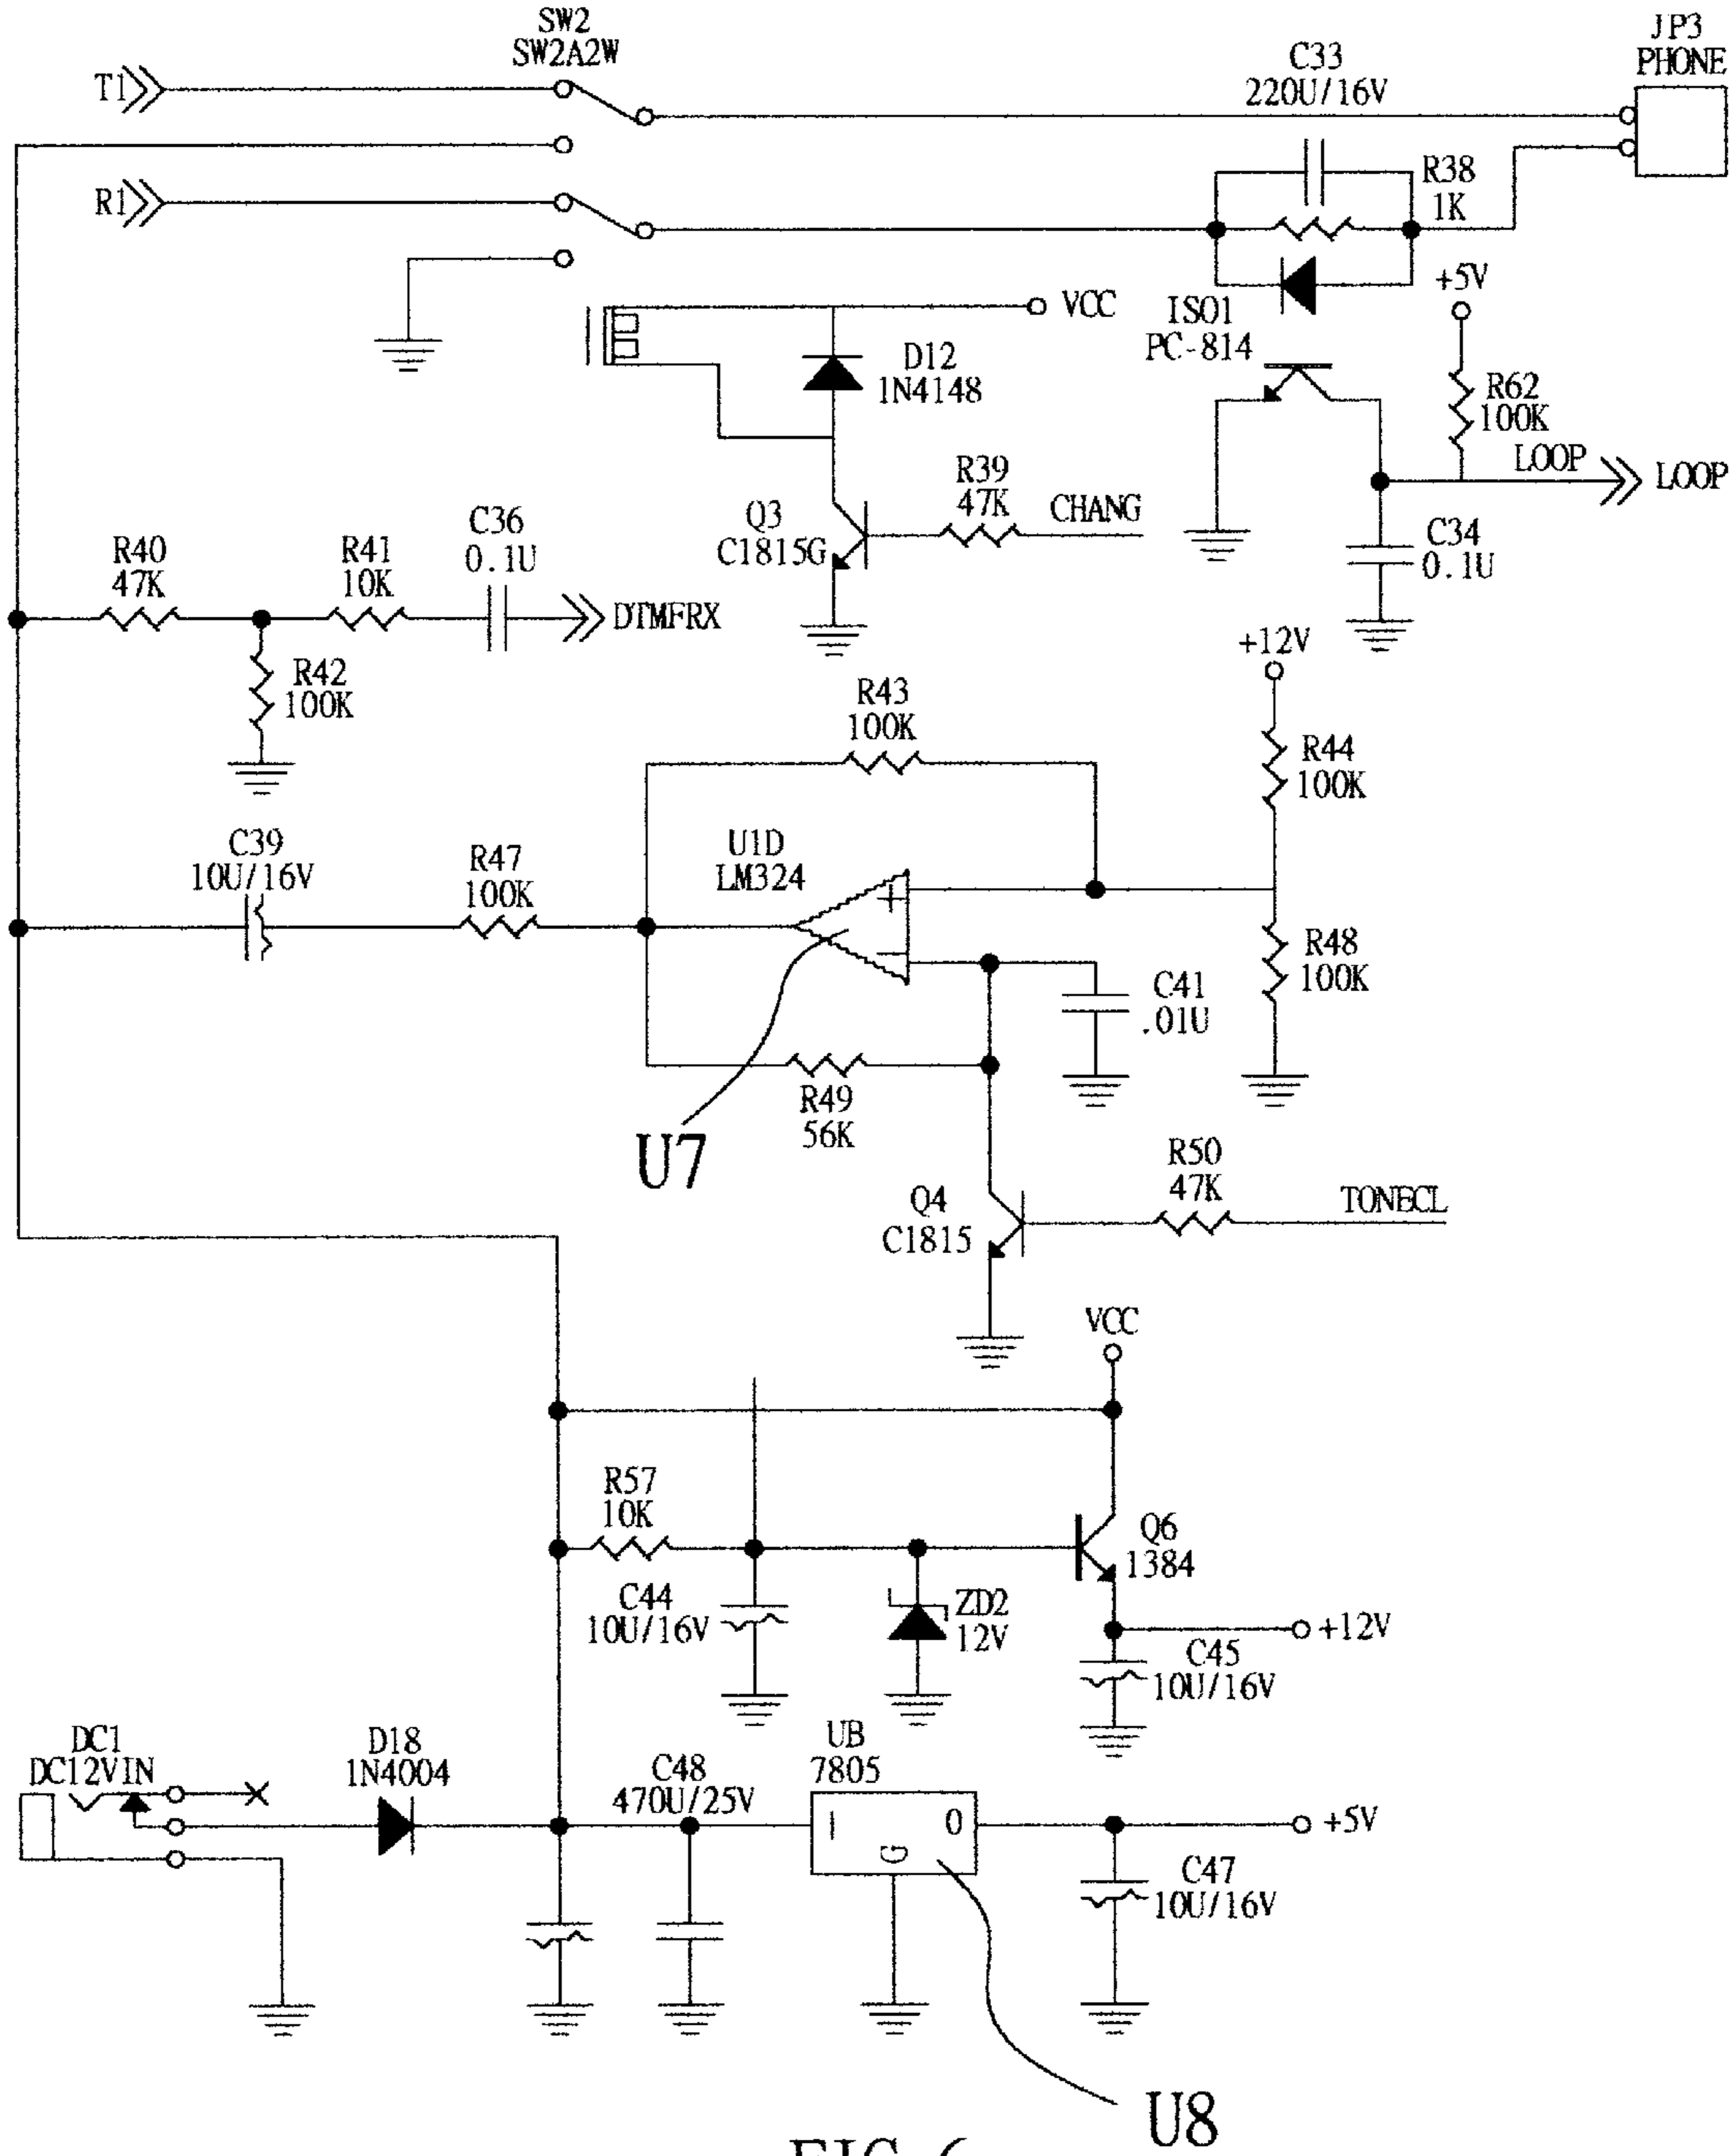 SW2
SW2A2W
T1
R1
C33
220U/16V
JP3
PHONE
R38
1K
VCC
D12
1N4148
ISO1
PC-814
+5V
R62
100K
LOOP
LOOP
R39
47K
CHANG
Q3
C1815G
C34
0.1U
R40
47K
R41
10K
C36
0.1U
DTMFRX
R42
100K
+12V
R43
100K
R44
100K
C39
10U/16V
R47
100K
U1D
LM324
+
−
R48
100K
C41
.01U
R49
56K
U7
R50
47K
TONECL
Q4
C1815
VCC
R57
10K
Q6
1384
C44
10U/16V
ZD2
12V
+12V
C45
10U/16V
DC1
DC12VIN
D18
1N4004
C48
470U/25V
UB
7805
I
O
G
+5V
C47
10U/16V
U8